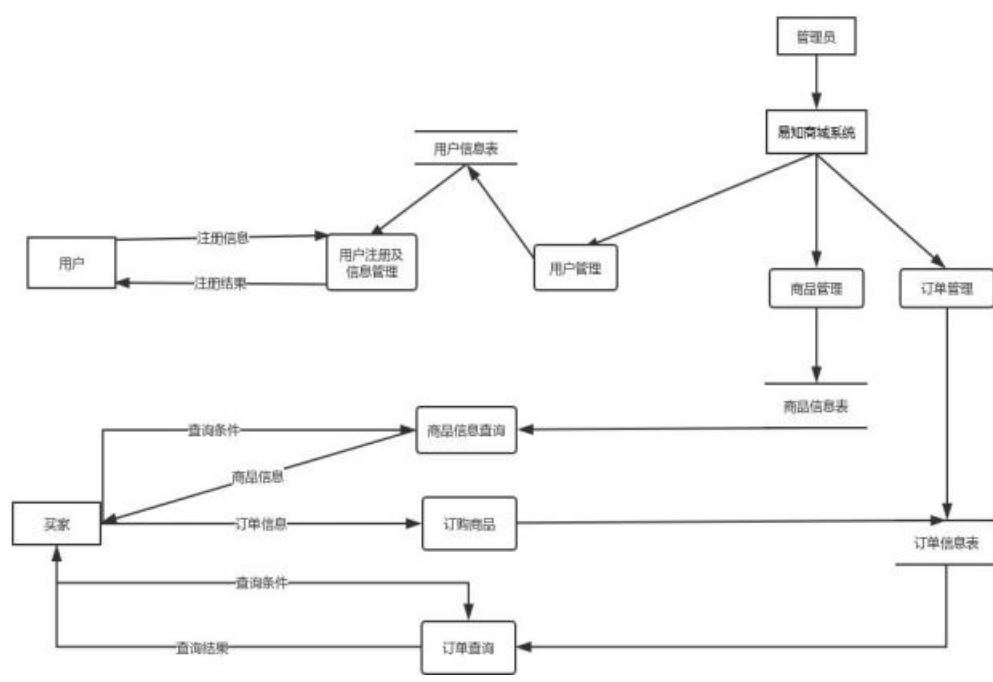 管理员
易知商城系统
用户信息表
注册信息
用户
用户注册及
信息管理
用户管理
注册结果
商品管理
订单管理
商品信息表
查询条件
商品信息查询
商品信息
买家
订单信息
订购商品
订单信息表
查询条件
查询结果
订单查询